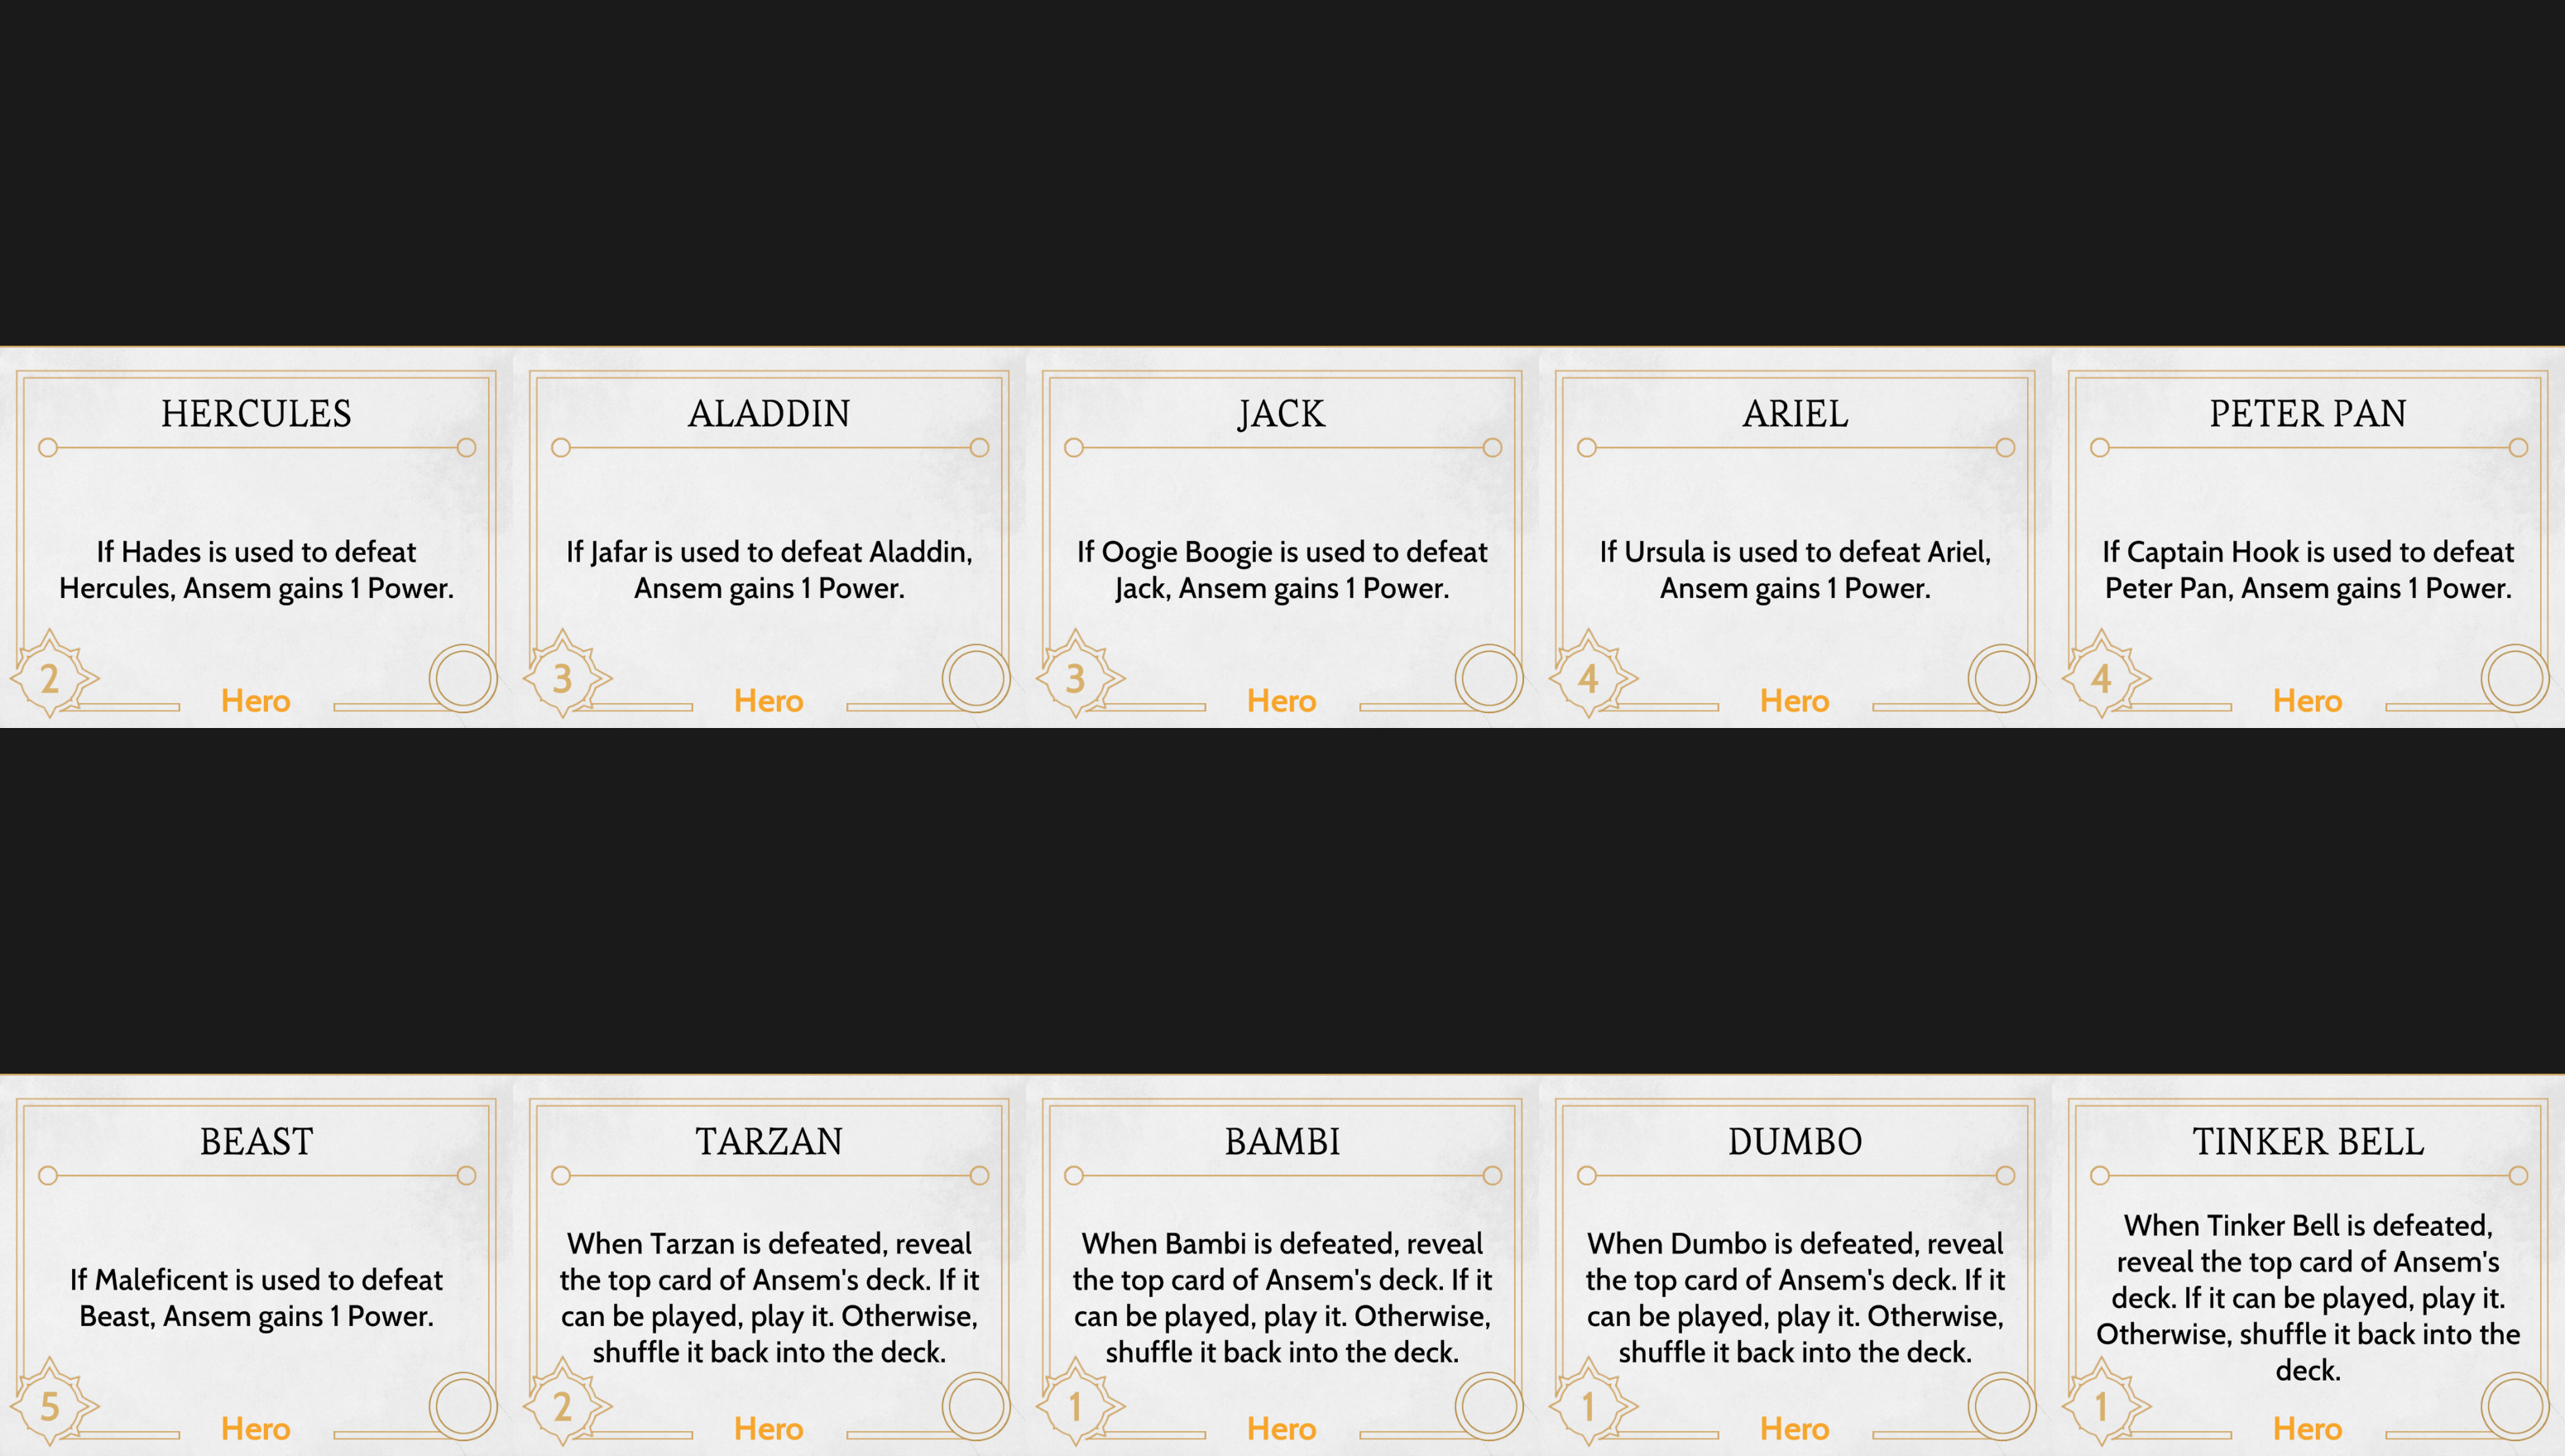 HERCULES
If Hades is used to defeat
Hercules, Ansem gains 1 Power.
2
Hero
ALADDIN
If Jafar is used to defeat Aladdin,
Ansem gains 1 Power.
3
Hero
JACK
If Oogie Boogie is used to defeat
Jack, Ansem gains 1 Power.
3
Hero
ARIEL
If Ursula is used to defeat Ariel,
Ansem gains 1 Power.
4
Hero
PETER PAN
If Captain Hook is used to defeat
Peter Pan, Ansem gains 1 Power.
4
Hero
BEAST
If Maleficent is used to defeat
Beast, Ansem gains 1 Power.
5
Hero
TARZAN
When Tarzan is defeated, reveal
the top card of Ansem's deck. If it
can be played, play it. Otherwise,
shuffle it back into the deck.
2
Hero
BAMBI
When Bambi is defeated, reveal
the top card of Ansem's deck. If it
can be played, play it. Otherwise,
shuffle it back into the deck.
1
Hero
DUMBO
When Dumbo is defeated, reveal
the top card of Ansem's deck. If it
can be played, play it. Otherwise,
shuffle it back into the deck.
1
Hero
TINKER BELL
When Tinker Bell is defeated,
reveal the top card of Ansem's
deck. If it can be played, play it.
Otherwise, shuffle it back into the
deck.
1
Hero